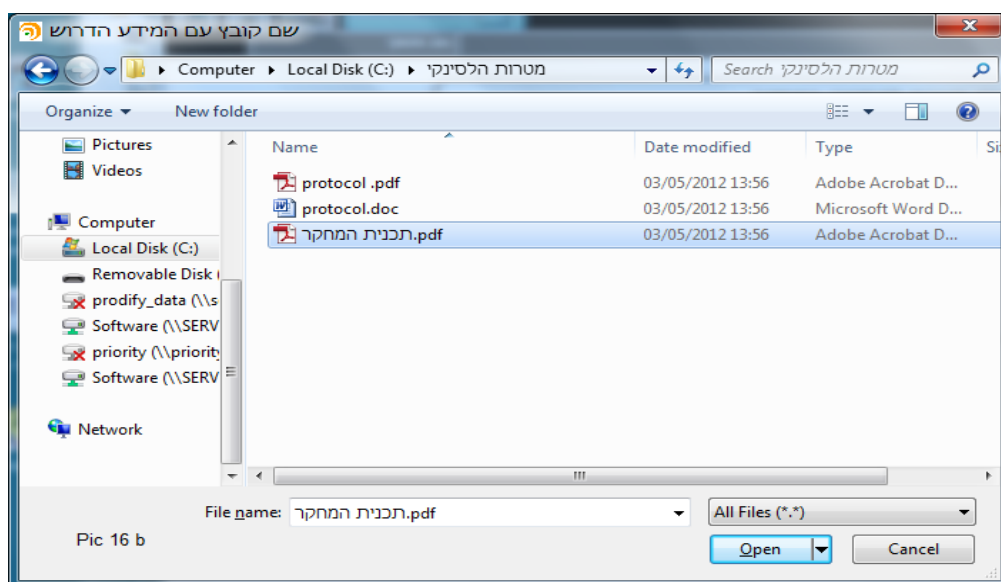 שם קובץ עם המידע הדרוש
Computer ▸ Local Disk (C:) ▸ מטרות הלסינקי
Search מטרות הלסינקי
Organize New folder
Name Date modified Type
Pictures
Videos
Computer
Local Disk (C:)
Removable Disk (
prodify_data (\\s
Software (\\SERV
priority (\\priority
Software (\\SERV
Network
protocol .pdf 03/05/2012 13:56 Adobe Acrobat D...
protocol.doc 03/05/2012 13:56 Microsoft Word D...
תכנית המחקר.pdf 03/05/2012 13:56 Adobe Acrobat D...
File name: תכנית המחקר.pdf All Files (*.*)
Pic 16 b
Open Cancel